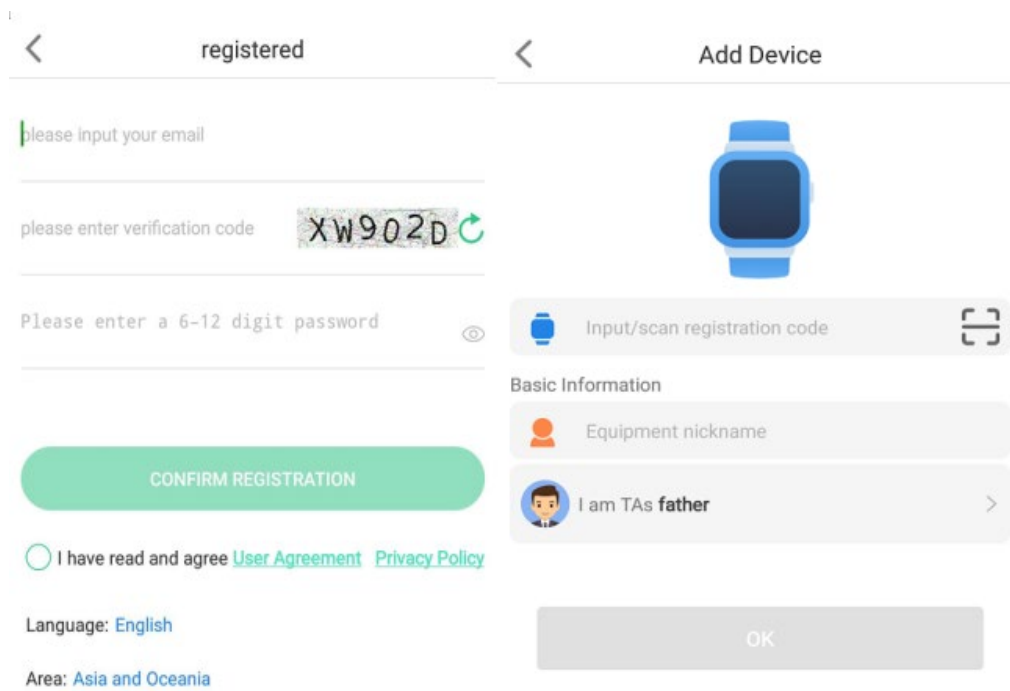 registered
please input your email
please enter verification code XW902D
Please enter a 6-12 digit password
CONFIRM REGISTRATION
I have read and agree User Agreement Privacy Policy
Language: English
Area: Asia and Oceania
Add Device
Input/scan registration code
Basic Information
Equipment nickname
I am TAs father
OK